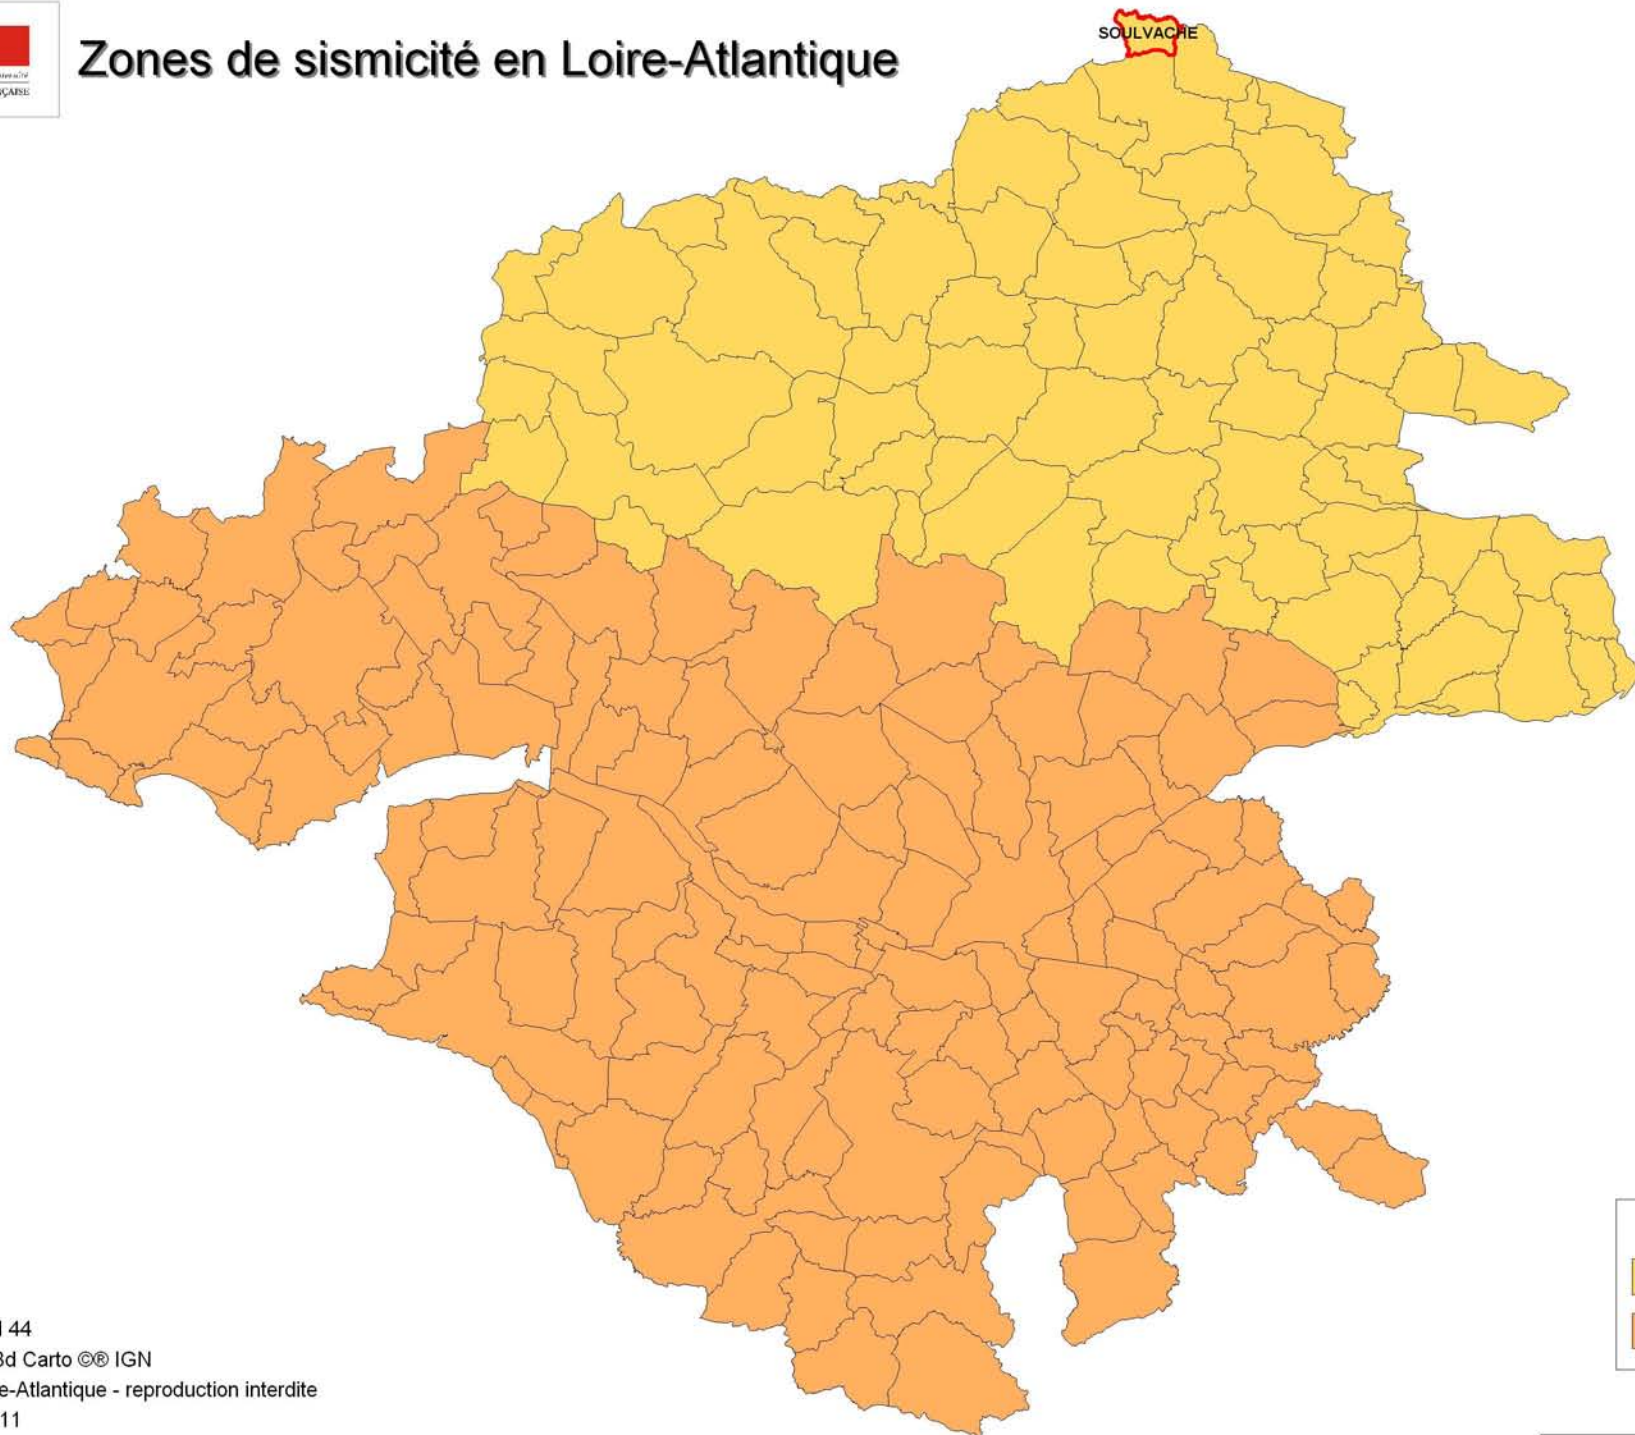 Zones de sismicité en Loire-Atlantique
SOULVACHE
44
3d Carto ©® IGN
e-Atlantique - reproduction interdite
11